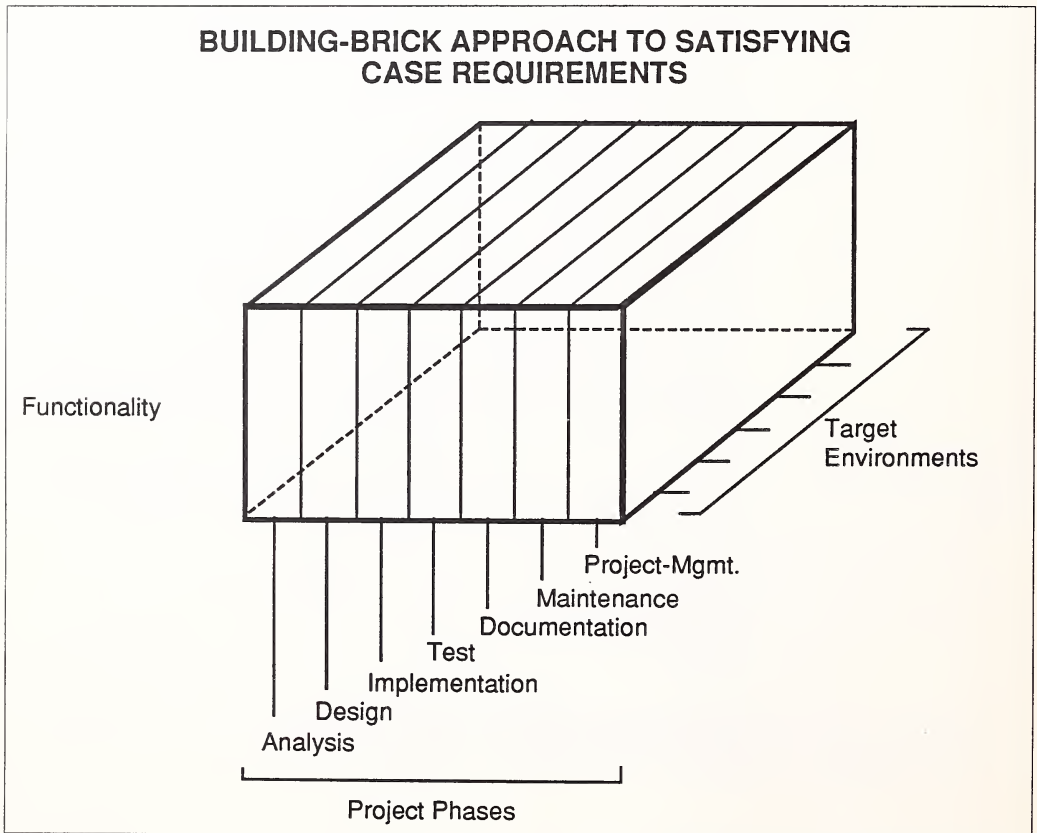 BUILDING-BRICK APPROACH TO SATISFYING
CASE REQUIREMENTS
Functionality
Target
Environments
Project-Mgmt.
Maintenance
Documentation
Test
Implementation
Design
Analysis
Project Phases